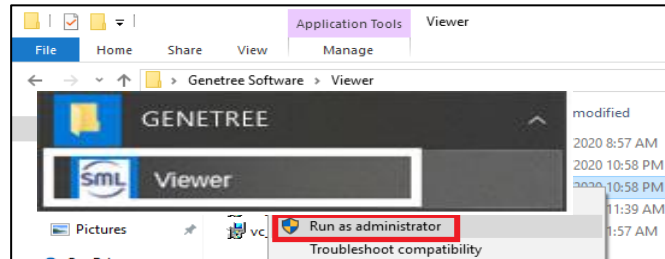 Application Tools Viewer
File Home Share View Manage
Genetree Software > Viewer
GENETREE
modified
2020 8:57 AM
SML Viewer
2020 10:58 PM
2020 10:58 PM
11:39 AM
Pictures
vc_
Run as administrator
1:57 AM
Troubleshoot compatibility